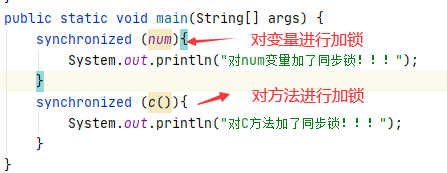 public static void main(String[] args) {
synchronized (num){ 对变量进行加锁
System.out.println("对num变量加了同步锁！！！");
}
synchronized (c()){ 对方法进行加锁
System.out.println("对C方法加了同步锁！！！");
}
}